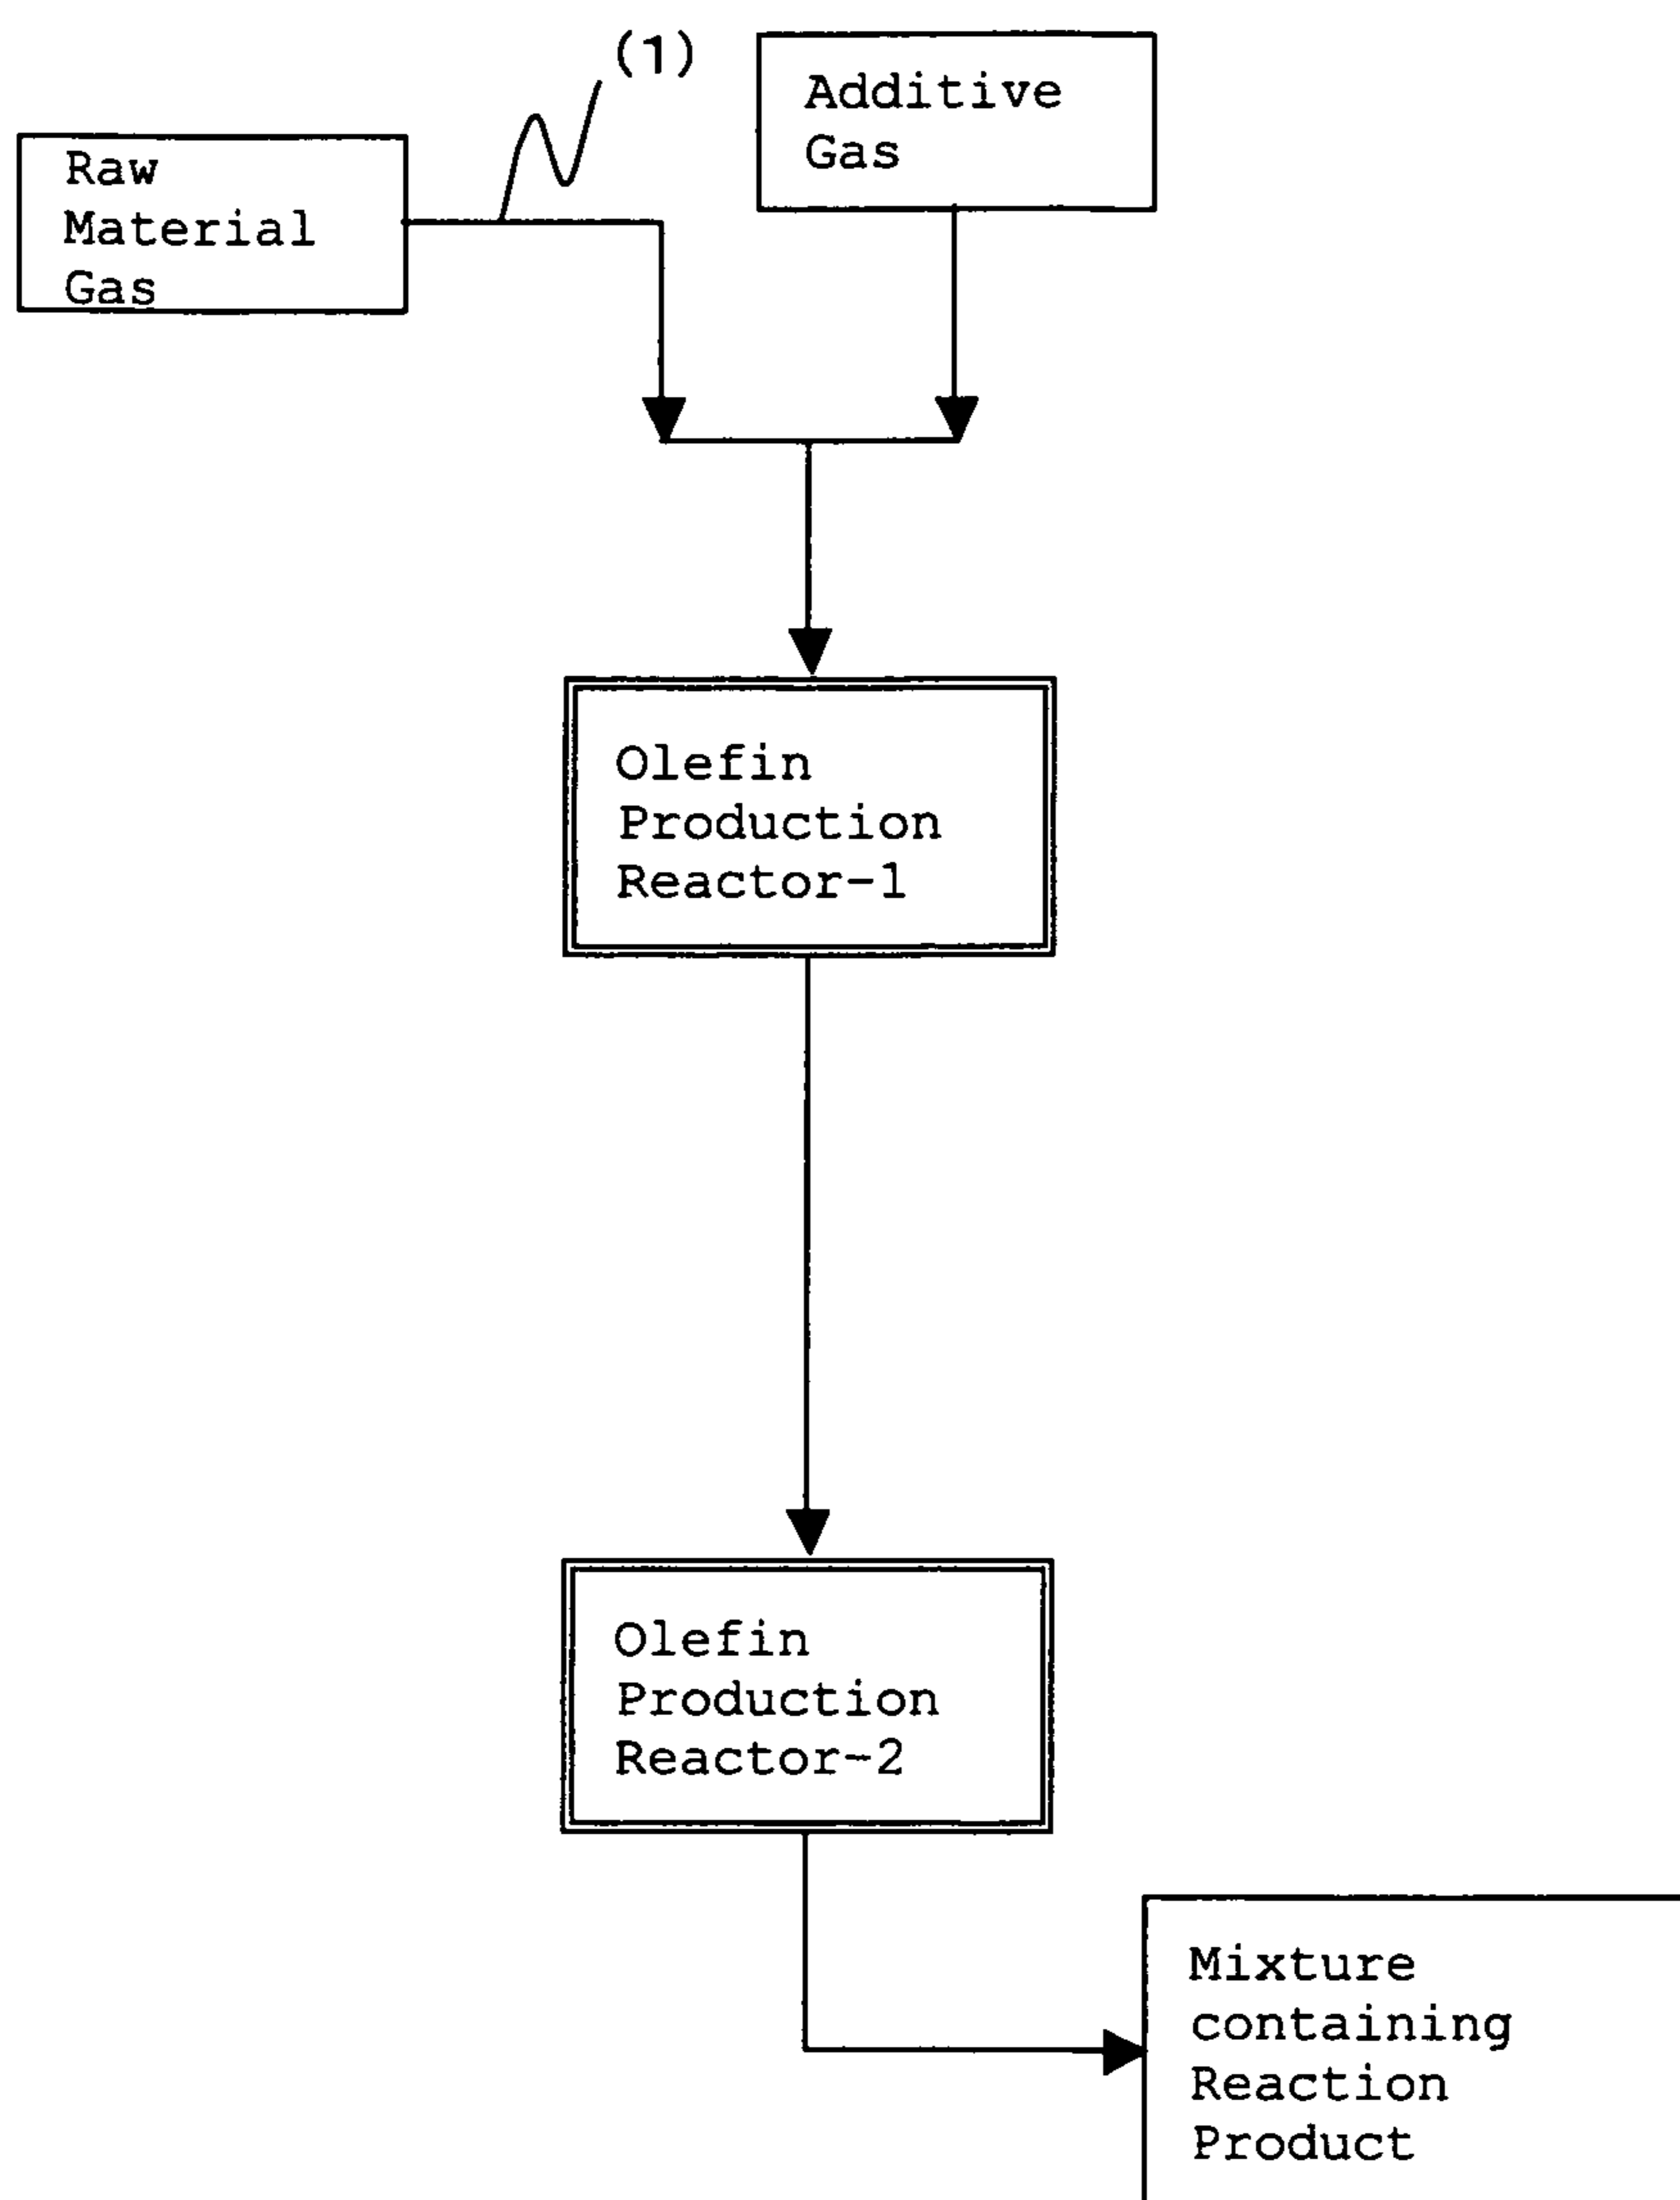 (1)
Additive
Gas
Raw
Material
Gas
Olefin
Production
Reactor-1
Olefin
Production
Reactor-2
Mixture
containing
Reaction
Product